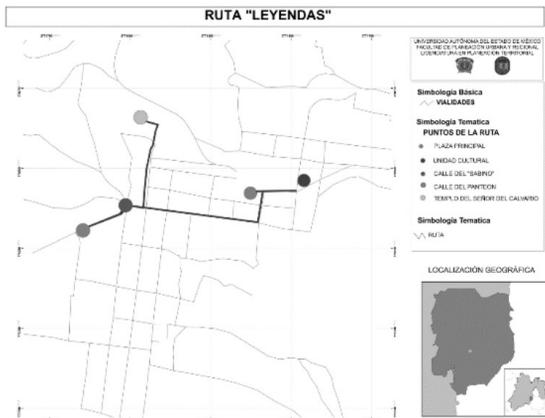 RUTA "LEYENDAS"
UNIVERSIDAD AUTÓNOMA DEL ESTADO DE MÉXICO
FACULTAD DE PLANEACIÓN URBANA Y REGIONAL
LICENCIATURA EN PLANEACIÓN TERRITORIAL
Simbología Básica
VIALIDADES
Simbología Tematica
PUNTOS DE LA RUTA
PLAZA PRINCIPAL
UNIDAD CULTURAL
CALLE DEL "SABINO"
CALLE DEL PANTEON
TEMPLO DEL SEÑOR DEL CALVARIO
Simbología Tematica
RUTA
LOCALIZACIÓN GEOGRÁFICA